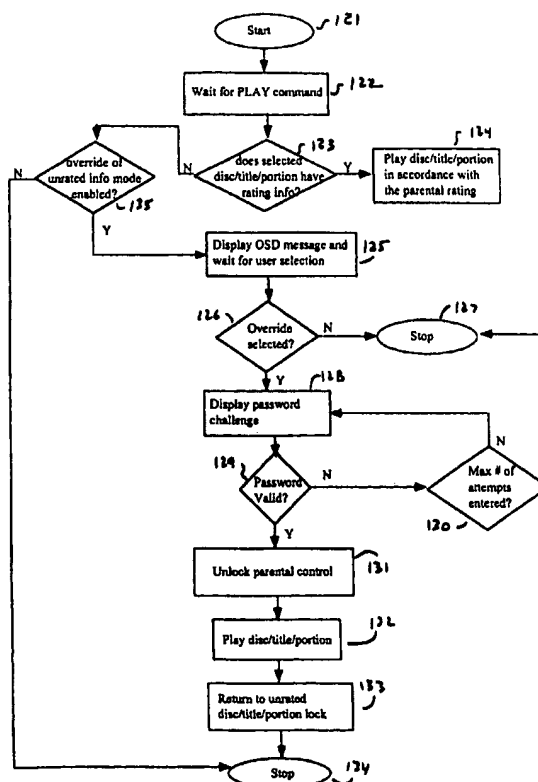 Start
121
Wait for PLAY command
122
123
124
N
override of
unrated info mode
enabled?
135
N
does selected
disc/title/portion have
rating info?
Y
Play disc/title/portion
in accordance with
the parental rating
Y
Display OSD message and
wait for user selection
125
126
Override
selected?
N
127
Stop
Y
128
Display password
challenge
N
129
Password
Valid?
N
Max # of
attempts
entered?
130
Y
Unlock parental control
131
Play disc/title/portion
132
Return to unrated
disc/title/portion lock
133
Stop
134